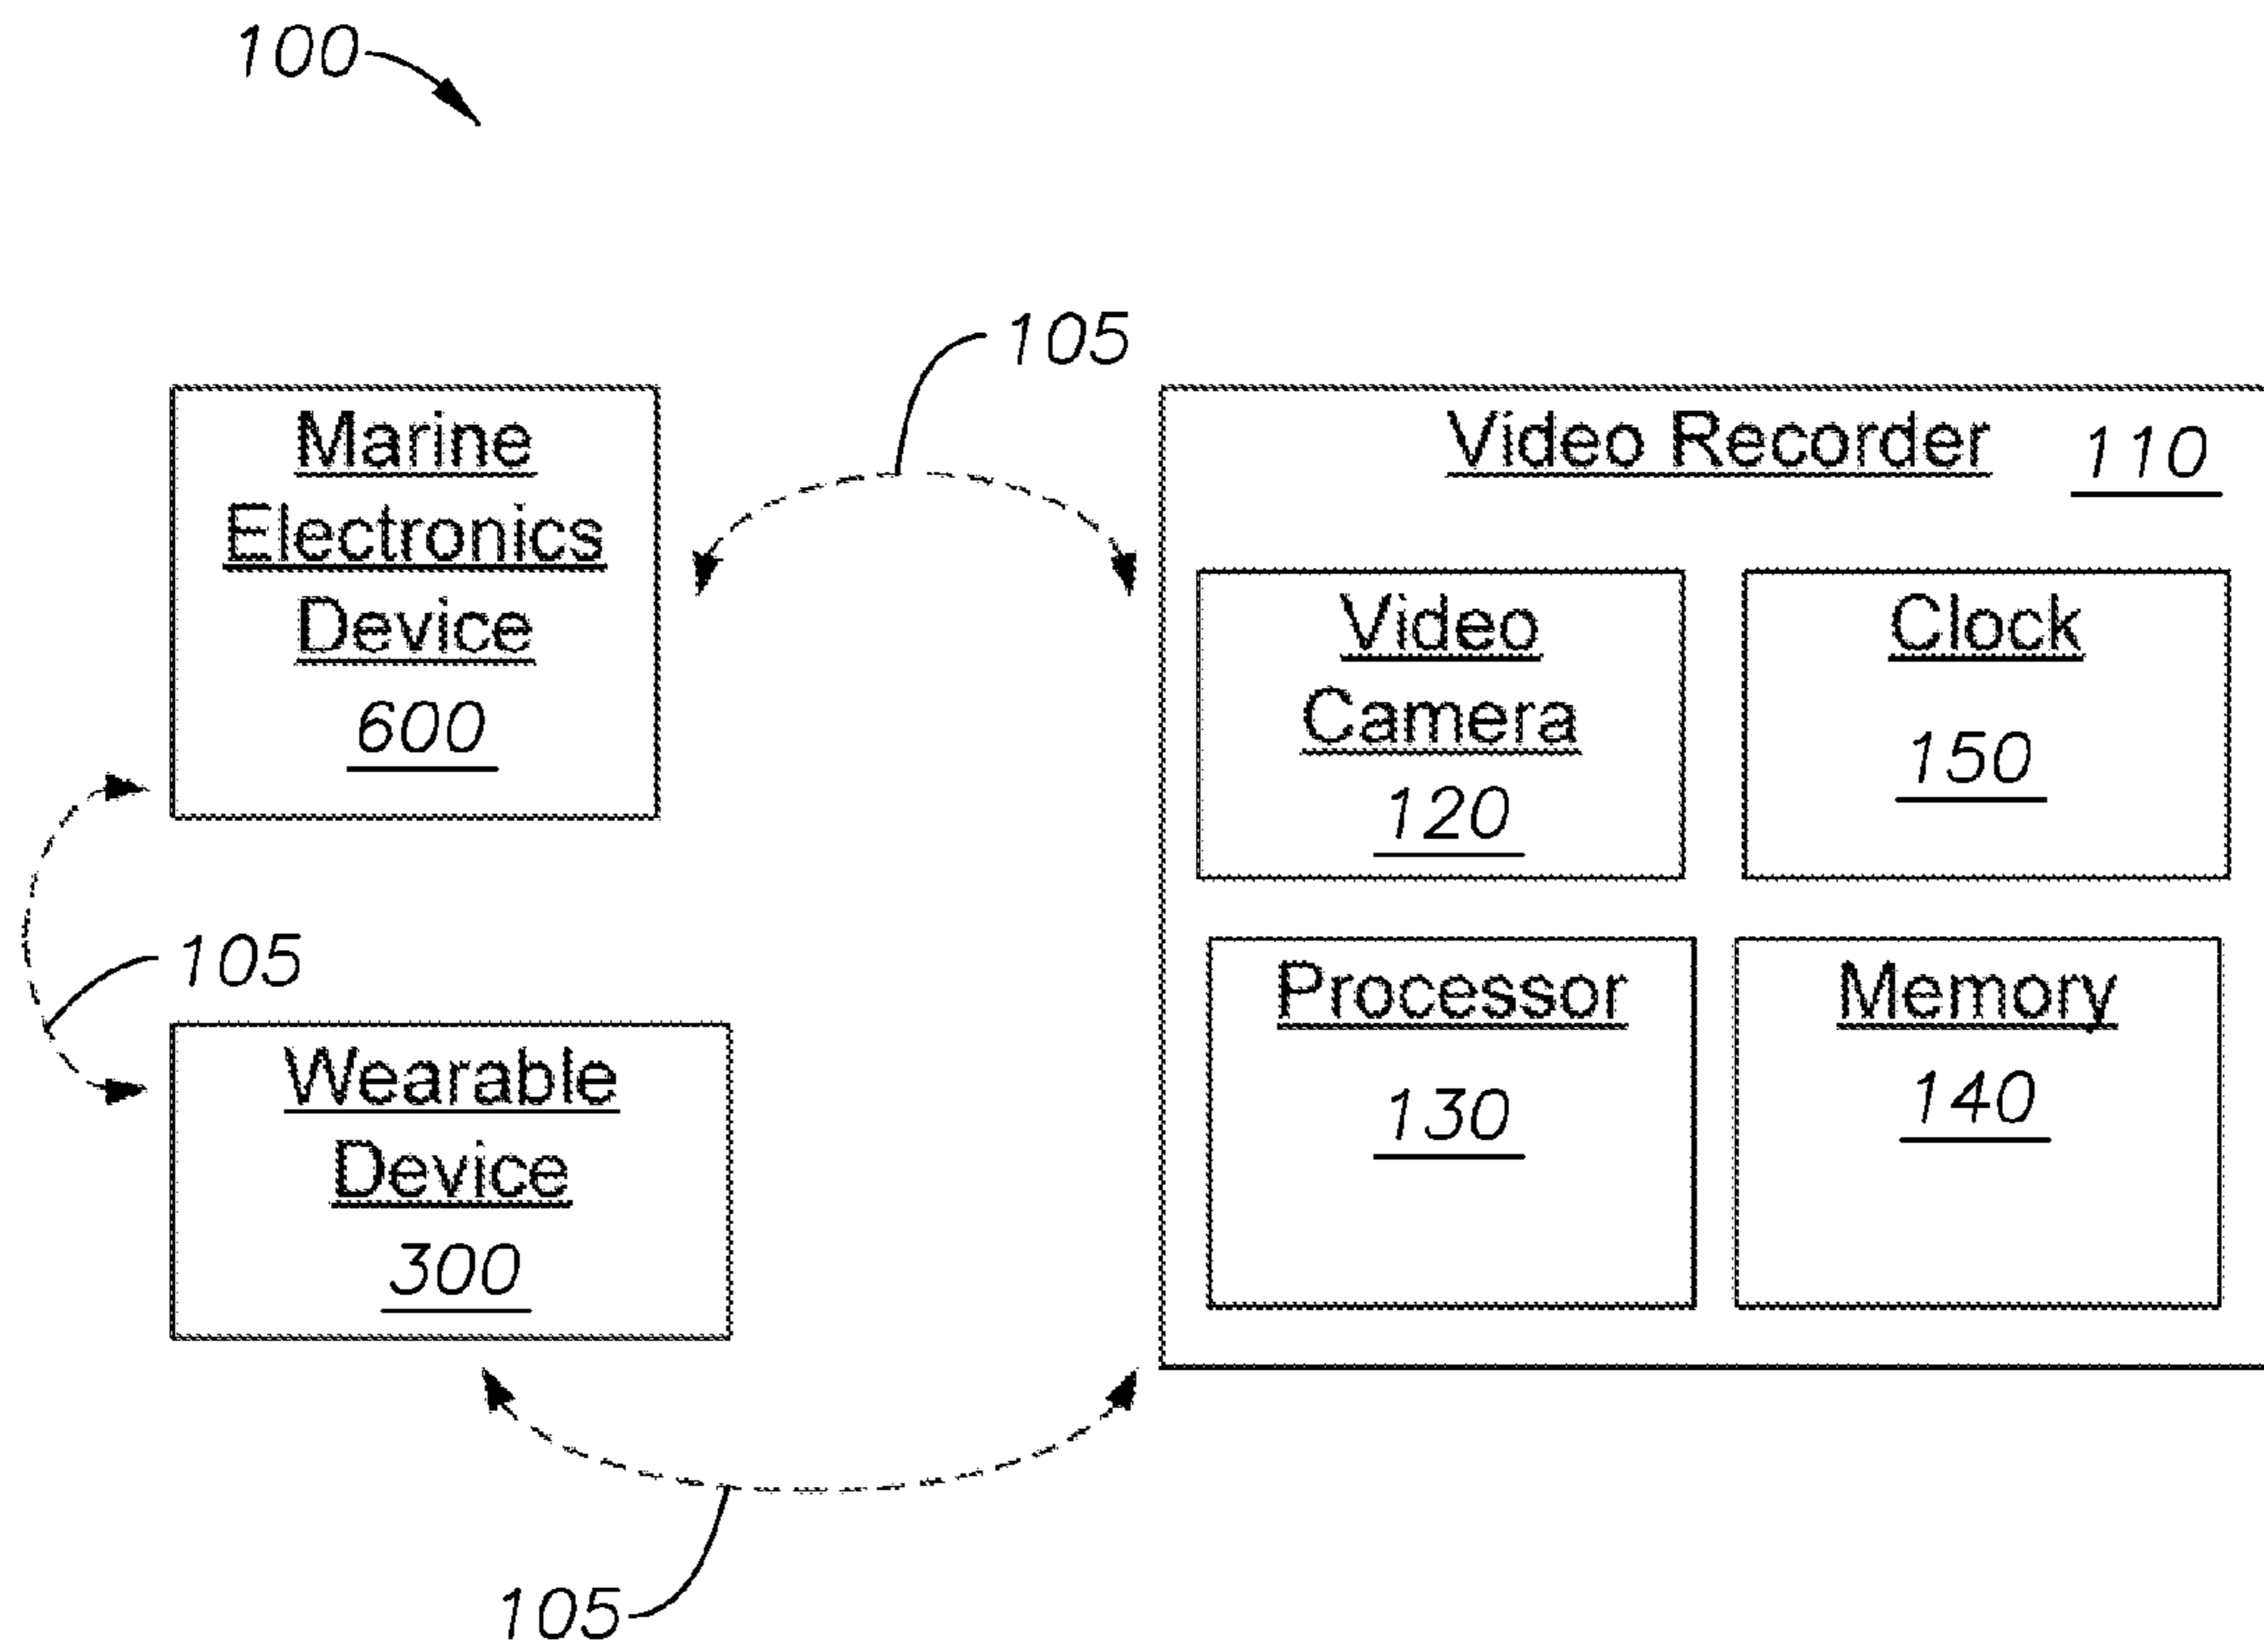 100
105
Marine
Electronics
Device
600
Video Recorder 110
Video
Camera
120
Clock
150
105
Processor
130
Memory
140
Wearable
Device
300
105